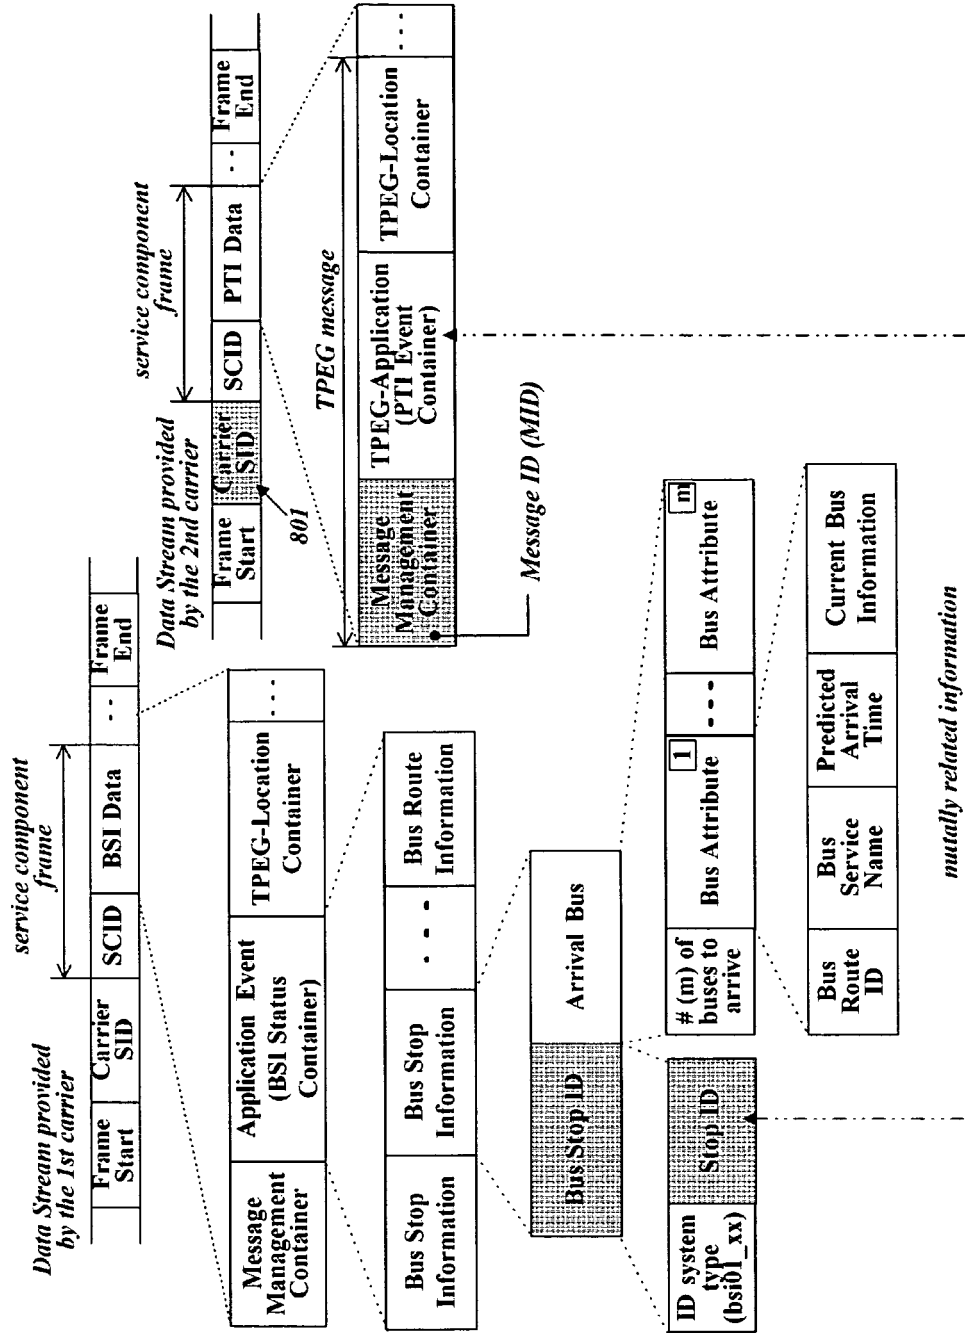 Data Stream provided
by the 1st carrier
service component
frame
Frame
Start
Carrier
SID
SCID
BSI Data
- -
Frame
End
Message
Management
Container
Application Event
(BSI Status
Container)
TPEG-Location
Container
- - -
Bus Stop
Information
Bus Stop
Information
- - -
Bus Route
Information
Bus Stop ID
Arrival Bus
ID system
type
(bsi01_xx)
Stop ID
# (m) of
buses to
arrive
Bus Attribute
1
- - -
Bus Attribute
m
Bus
Route
ID
Bus
Service
Name
Predicted
Arrival
Time
Current Bus
Information
Data Stream provided
by the 2nd carrier
service component
frame
Frame
Start
Carrier
SID
SCID
PTI Data
- -
Frame
End
801
TPEG message
Message
Management
Container
TPEG-Application
(PTI Event
Container)
TPEG-Location
Container
- - -
Message ID (MID)
mutally related information